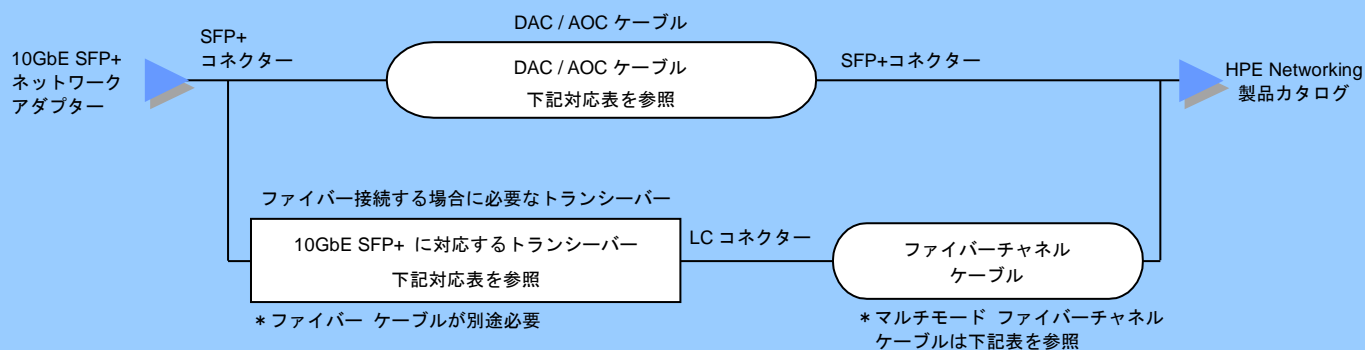 DAC / AOC ケーブル
SFP+
コネクター
10GbE SFP+
ネットワーク
アダプター
DAC / AOC ケーブル
下記対応表を参照
SFP+コネクター
HPE Networking
製品カタログ
ファイバー接続する場合に必要なトランシーバー
10GbE SFP+ に対応するトランシーバー
下記対応表を参照
LC コネクター
ファイバーチャネル
ケーブル
＊ファイバー ケーブルが別途必要
＊マルチモード ファイバーチャネル
ケーブルは下記表を参照